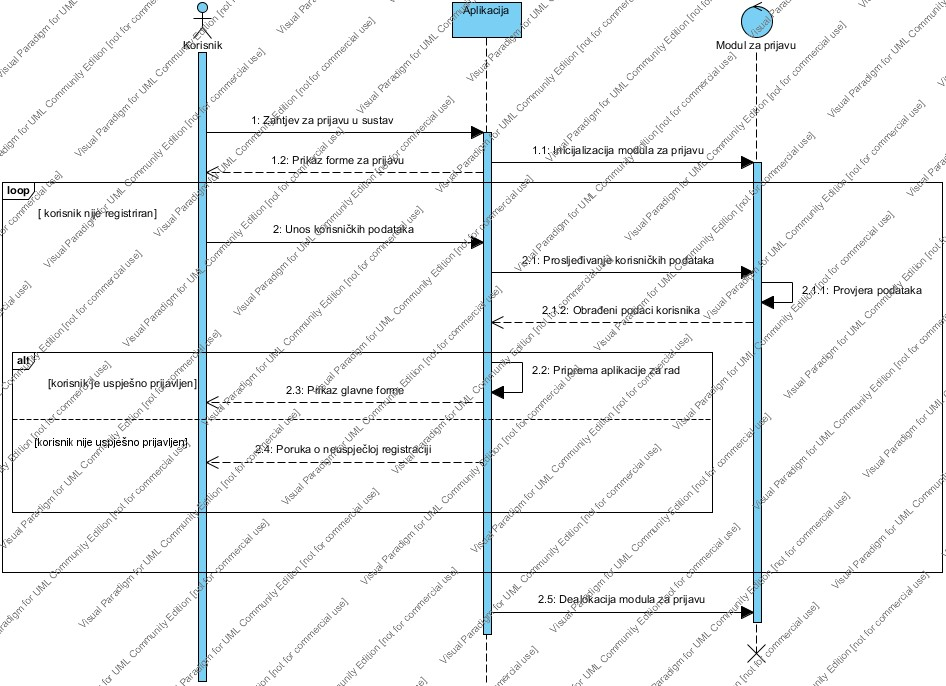 Korisnik
Aplikacija
Modul za prijavu
1: Zahtjev za prijavu u sustav
1.1: Inicijalizacija modula za prijavu
1.2: Prikaz forme za prijavu
loop
[ korisnik nije registriran]
2: Unos korisničkih podataka
2.1: Prosljeđivanje korisničkih podataka
2.1.1: Provjera podataka
2.1.2: Obrađeni podaci korisnika
alt
[korisnik je uspješno prijavljen]
2.2: Priprema aplikacije za rad
2.3: Prikaz glavne forme
[korisnik nije uspješno prijavljen]
2.4: Poruka o neuspječloj registraciji
2.5: Dealokacija modula za prijavu
Visual Paradigm for UML Community Edition [not for commercial use]